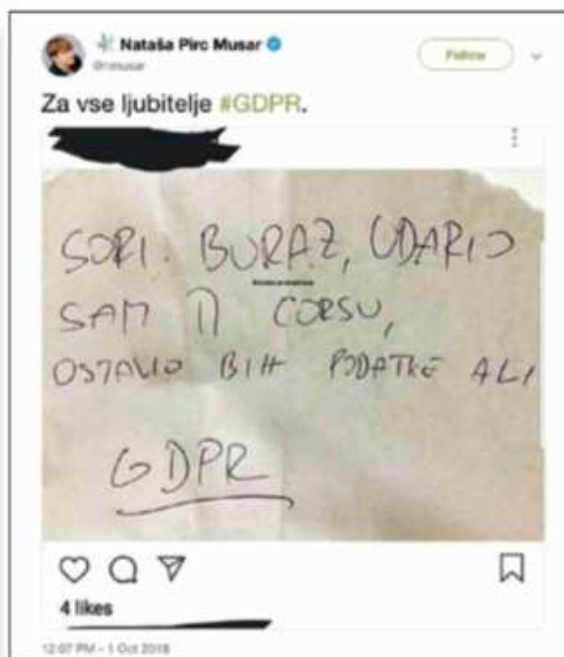 Nataša Pirc Musar
@nmusar
Follow
Za vse ljubitelje #GDPR.
SORI BURAZ, UDARIO
SAM TI CORSU,
OSTAVIO BIH PODATKE ALI
GDPR
4 likes
12:07 PM - 1 Oct 2018